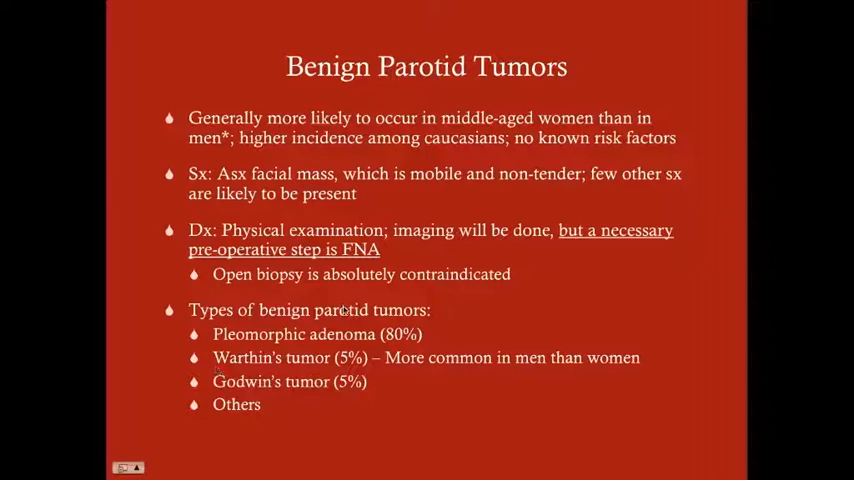 Benign Parotid Tumors
Generally more likely to occur in middle-aged women than in
men*; higher incidence among caucasians; no known risk factors
Sx: Asx facial mass, which is mobile and non-tender; few other sx
are likely to be present
Dx: Physical examination; imaging will be done, but a necessary
pre-operative step is FNA
Open biopsy is absolutely contraindicated
Types of benign parotid tumors:
Pleomorphic adenoma (80%)
Warthin's tumor (5%) – More common in men than women
Godwin's tumor (5%)
Others